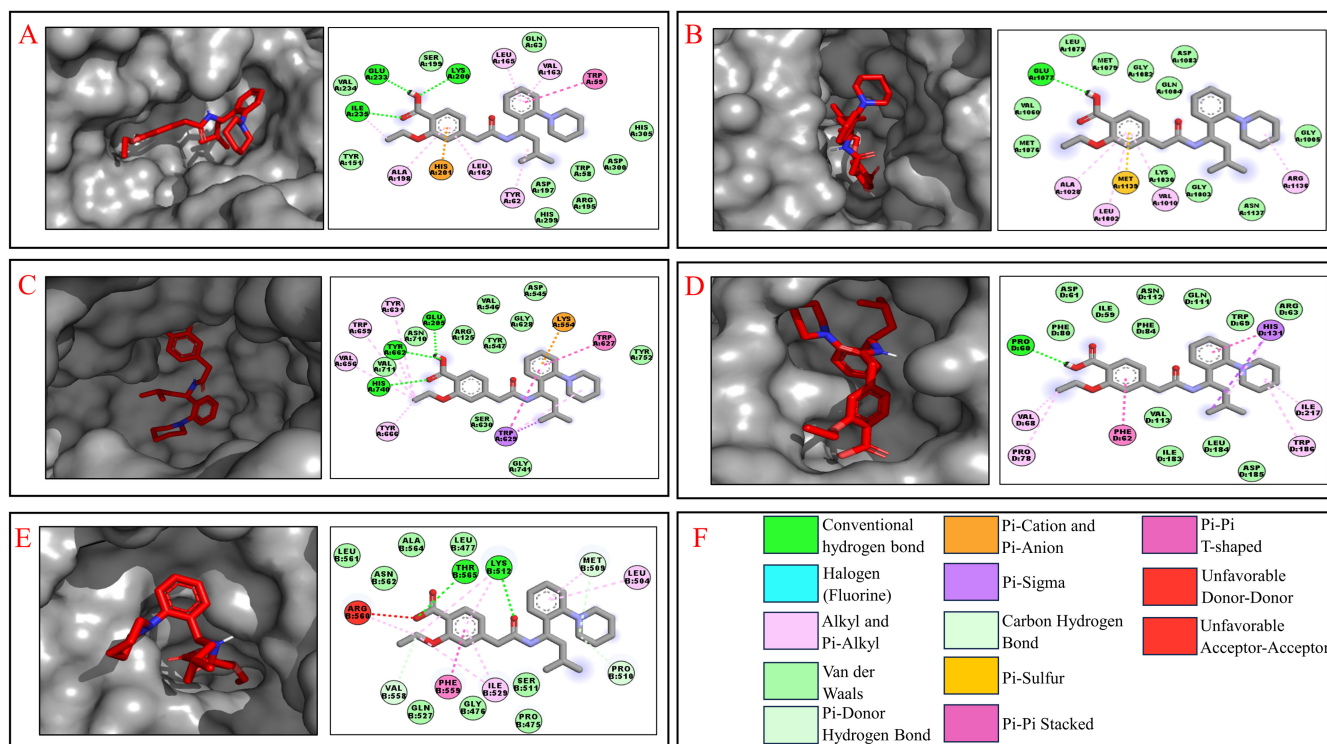 A
GLN
A:63
LEU
A:165
VAL
A:163
TRP
A:59
SER
A:199
LYS
A:200
GLU
A:233
VAL
A:234
ILE
A:235
HIS
A:305
TYR
A:151
ALA
A:198
HIS
A:201
LEU
A:162
TRP
A:58
ASP
A:300
TYR
A:62
ASP
A:197
ARG
A:195
HIS
A:299
B
LEU
A:1078
MET
A:1079
GLY
A:1082
ASP
A:1083
GLU
A:1077
GLN
A:1084
VAL
A:1060
MET
A:1076
GLY
A:1005
ALA
A:1028
MET
A:1139
LYS
A:1030
VAL
A:1010
GLY
A:1003
ARG
A:1136
LEU
A:1002
ASN
A:1137
C
TYR
A:631
GLU
A:205
VAL
A:546
ASP
A:545
TRP
A:659
ASN
A:710
ARG
A:125
GLY
A:628
LYS
A:554
TRP
A:627
TYR
A:662
TYR
A:547
TYR
A:752
VAL
A:656
VAL
A:711
HIS
A:740
TYR
A:666
SER
A:630
TRP
A:629
GLY
A:741
D
ASP
D:61
ILE
D:59
ASN
D:112
GLN
D:111
ARG
D:63
PHE
D:80
PHE
D:84
TRP
D:69
HIS
D:131
PRO
D:60
VAL
D:68
PRO
D:78
PHE
D:62
VAL
D:113
ILE
D:183
LEU
D:184
ASP
D:185
ILE
D:217
TRP
D:186
E
LEU
B:561
ALA
B:564
LEU
B:477
ASN
B:562
THR
B:565
LYS
B:512
MET
B:509
LEU
B:504
ARG
B:560
VAL
B:558
PHE
B:559
ILE
B:529
SER
B:511
PRO
B:510
GLN
B:527
GLY
B:476
PRO
B:475
F
Conventional
hydrogen bond
Halogen
(Fluorine)
Alkyl and
Pi-Alkyl
Van der
Waals
Pi-Donor
Hydrogen Bond
Pi-Cation and
Pi-Anion
Pi-Sigma
Carbon Hydrogen
Bond
Pi-Sulfur
Pi-Pi Stacked
Pi-Pi
T-shaped
Unfavorable
Donor-Donor
Unfavorable
Acceptor-Acceptor